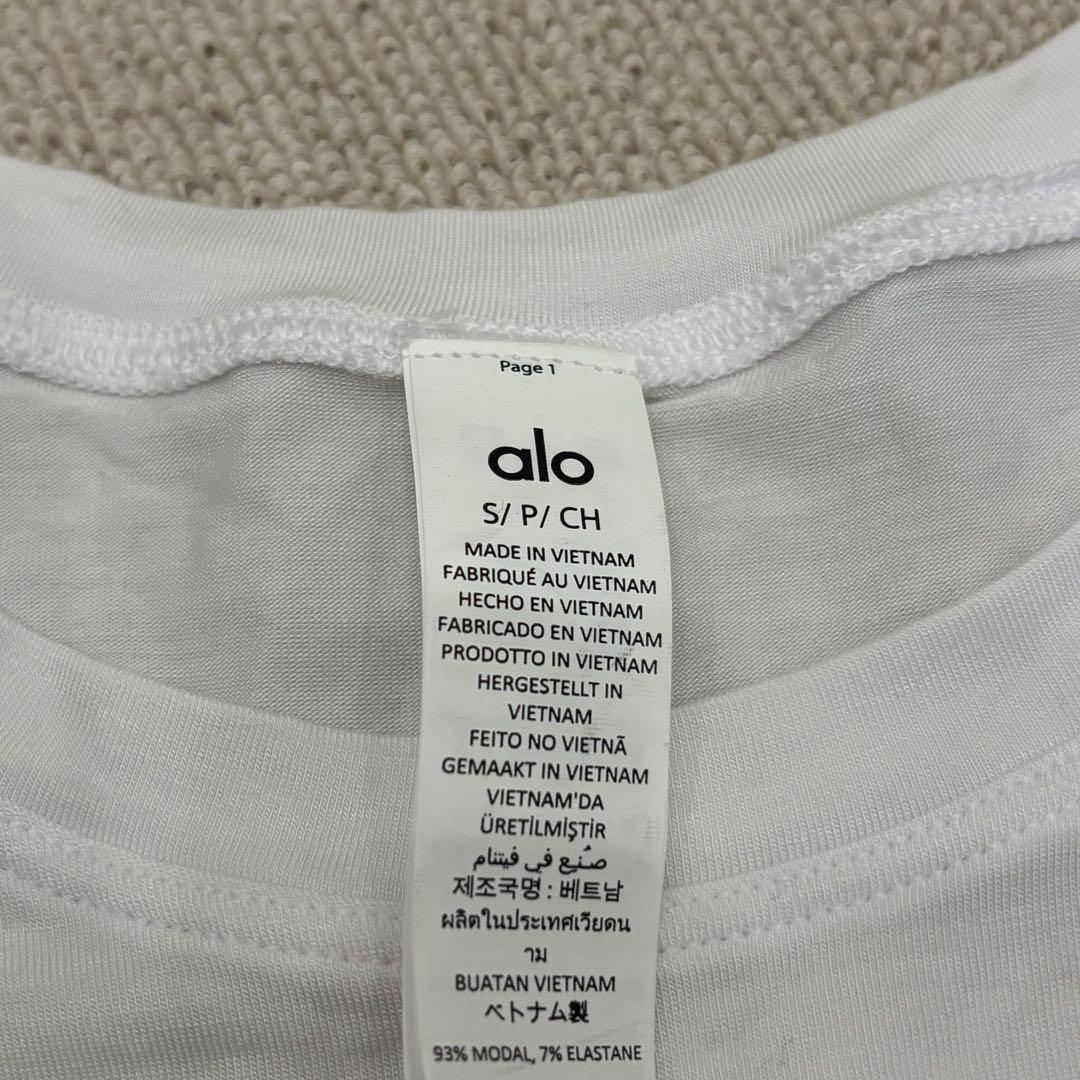 Page 1
alo
S/ P/ CH
MADE IN VIETNAM
FABRIQUÉ AU VIETNAM
HECHO EN VIETNAM
FABRICADO EN VIETNAM
PRODOTTO IN VIETNAM
HERGESTELLT IN
VIETNAM
FEITO NO VIETNÃ
GEMAAKT IN VIETNAM
VIETNAM'DA
ÜRETİLMİŞTİR
صُنع في فيتنام
제조국명 : 베트남
ผลิตในประเทศเวียดน
าม
BUATAN VIETNAM
ベトナム製
93% MODAL, 7% ELASTANE